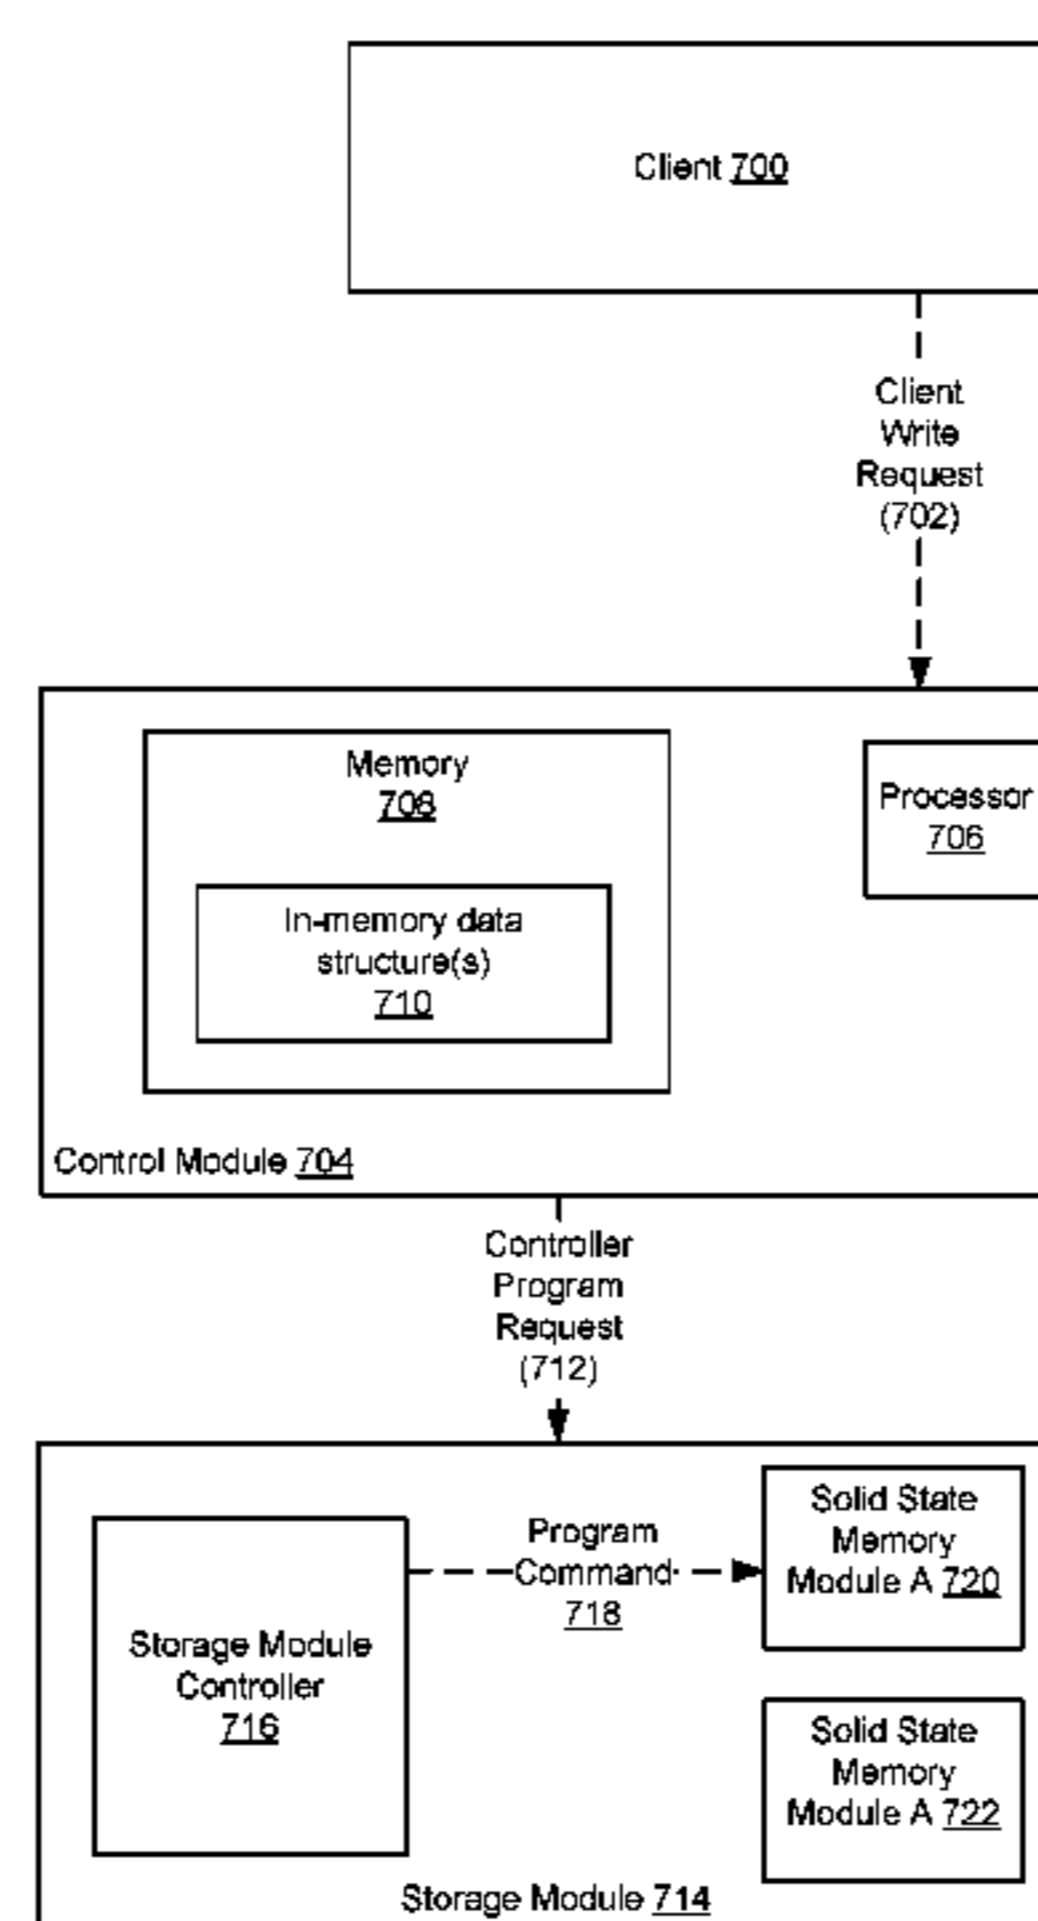 Client 700
Client
Write
Request
(702)
Memory
708
Processor
706
In-memory data
structure(s)
710
Control Module 704
Controller
Program
Request
(712)
Solid State
Memory
Module A 720
Program
Command
718
Storage Module
Controller
716
Solid State
Memory
Module A 722
Storage Module 714